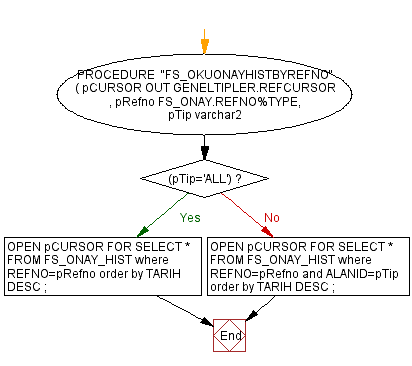 PROCEDURE "FS_OKUONAYHISTBYREFNO"
( pCURSOR OUT GENELTIPLER.REFCURSOR
, pRefno FS_ONAY.REFNO%TYPE,
pTip varchar2
(pTip='ALL') ?
Yes
No
OPEN pCURSOR FOR SELECT *
FROM FS_ONAY_HIST where
REFNO=pRefno order by TARIH
DESC ;
OPEN pCURSOR FOR SELECT *
FROM FS_ONAY_HIST where
REFNO=pRefno and ALANID=pTip
order by TARIH DESC ;
End